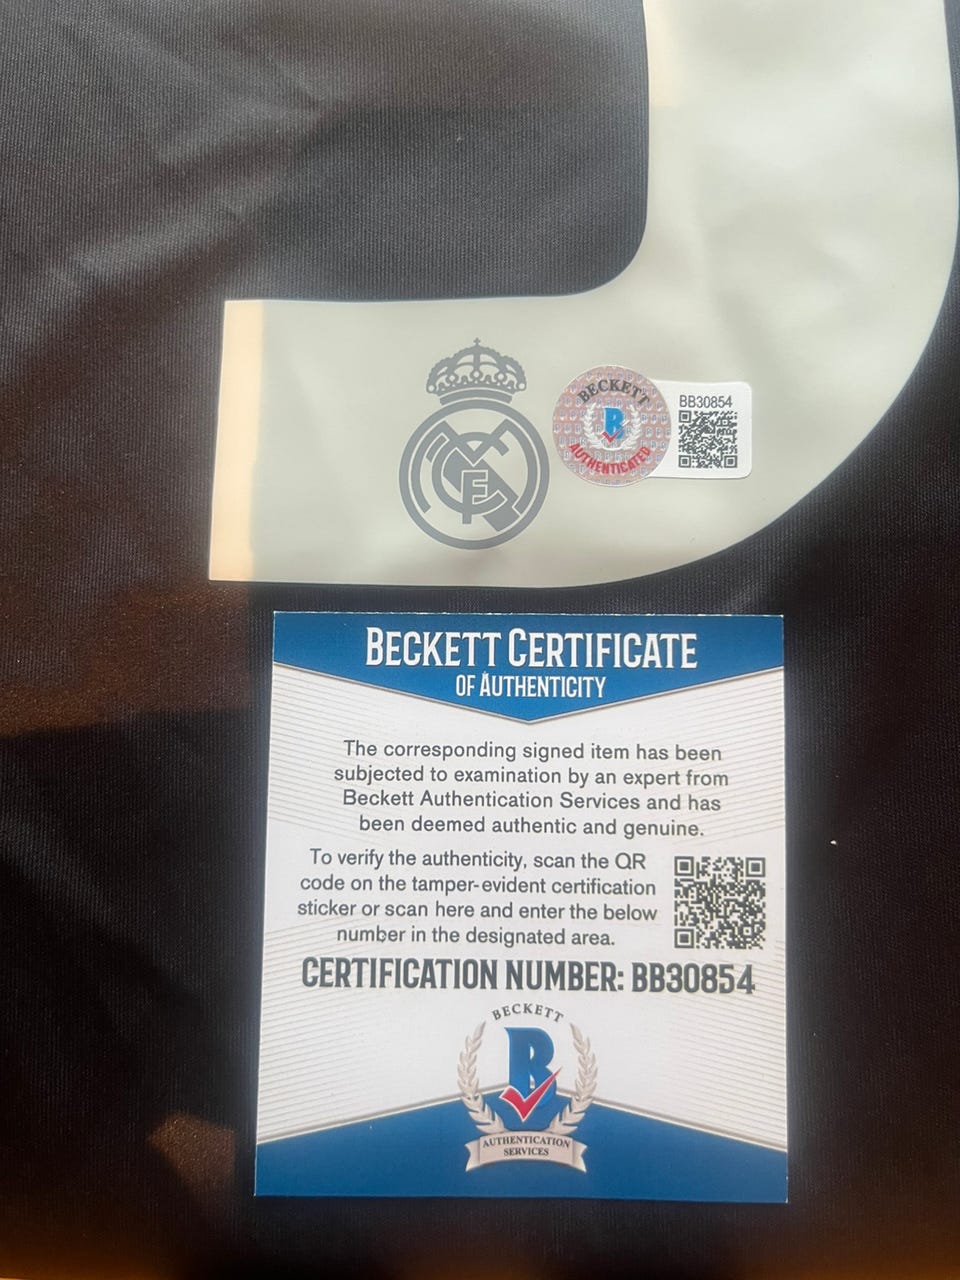 BECKETT
B
AUTHENTICATED
BB30854
BECKETT CERTIFICATE
OF AUTHENTICITY
The corresponding signed item has been
subjected to examination by an expert from
Beckett Authentication Services and has
been deemed authentic and genuine.
To verify the authenticity, scan the QR
code on the tamper-evident certification
sticker or scan here and enter the below
number in the designated area.
CERTIFICATION NUMBER: BB30854
BECKETT
B
AUTHENTICATION
SERVICES